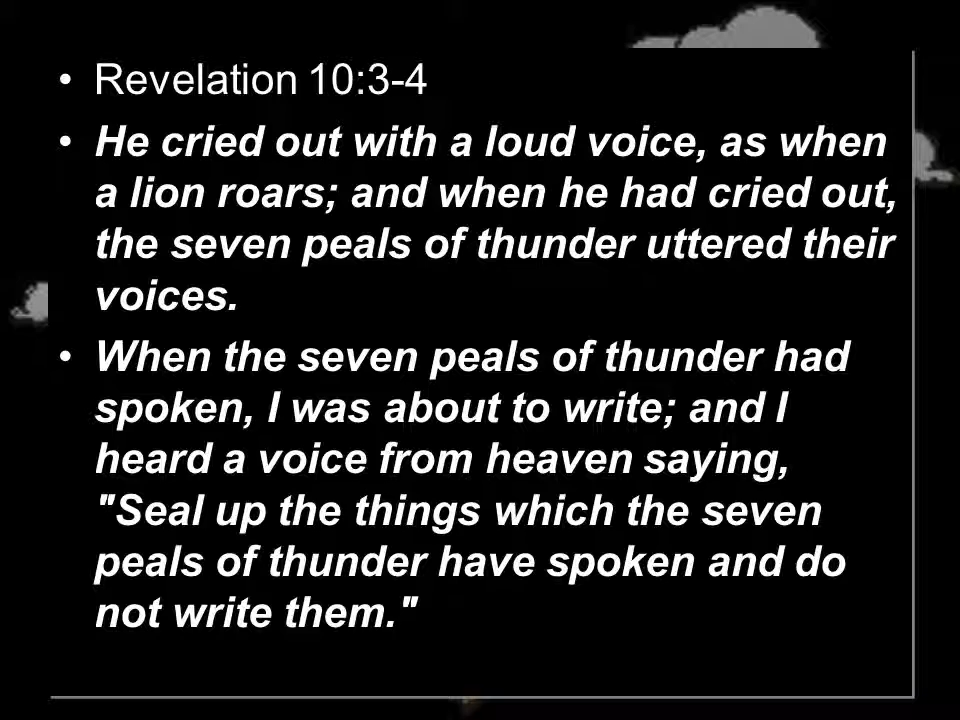 • Revelation 10:3-4
• He cried out with a loud voice, as when
a lion roars; and when he had cried out,
the seven peals of thunder uttered their
voices.
• When the seven peals of thunder had
spoken, I was about to write; and I
heard a voice from heaven saying,
"Seal up the things which the seven
peals of thunder have spoken and do
not write them."